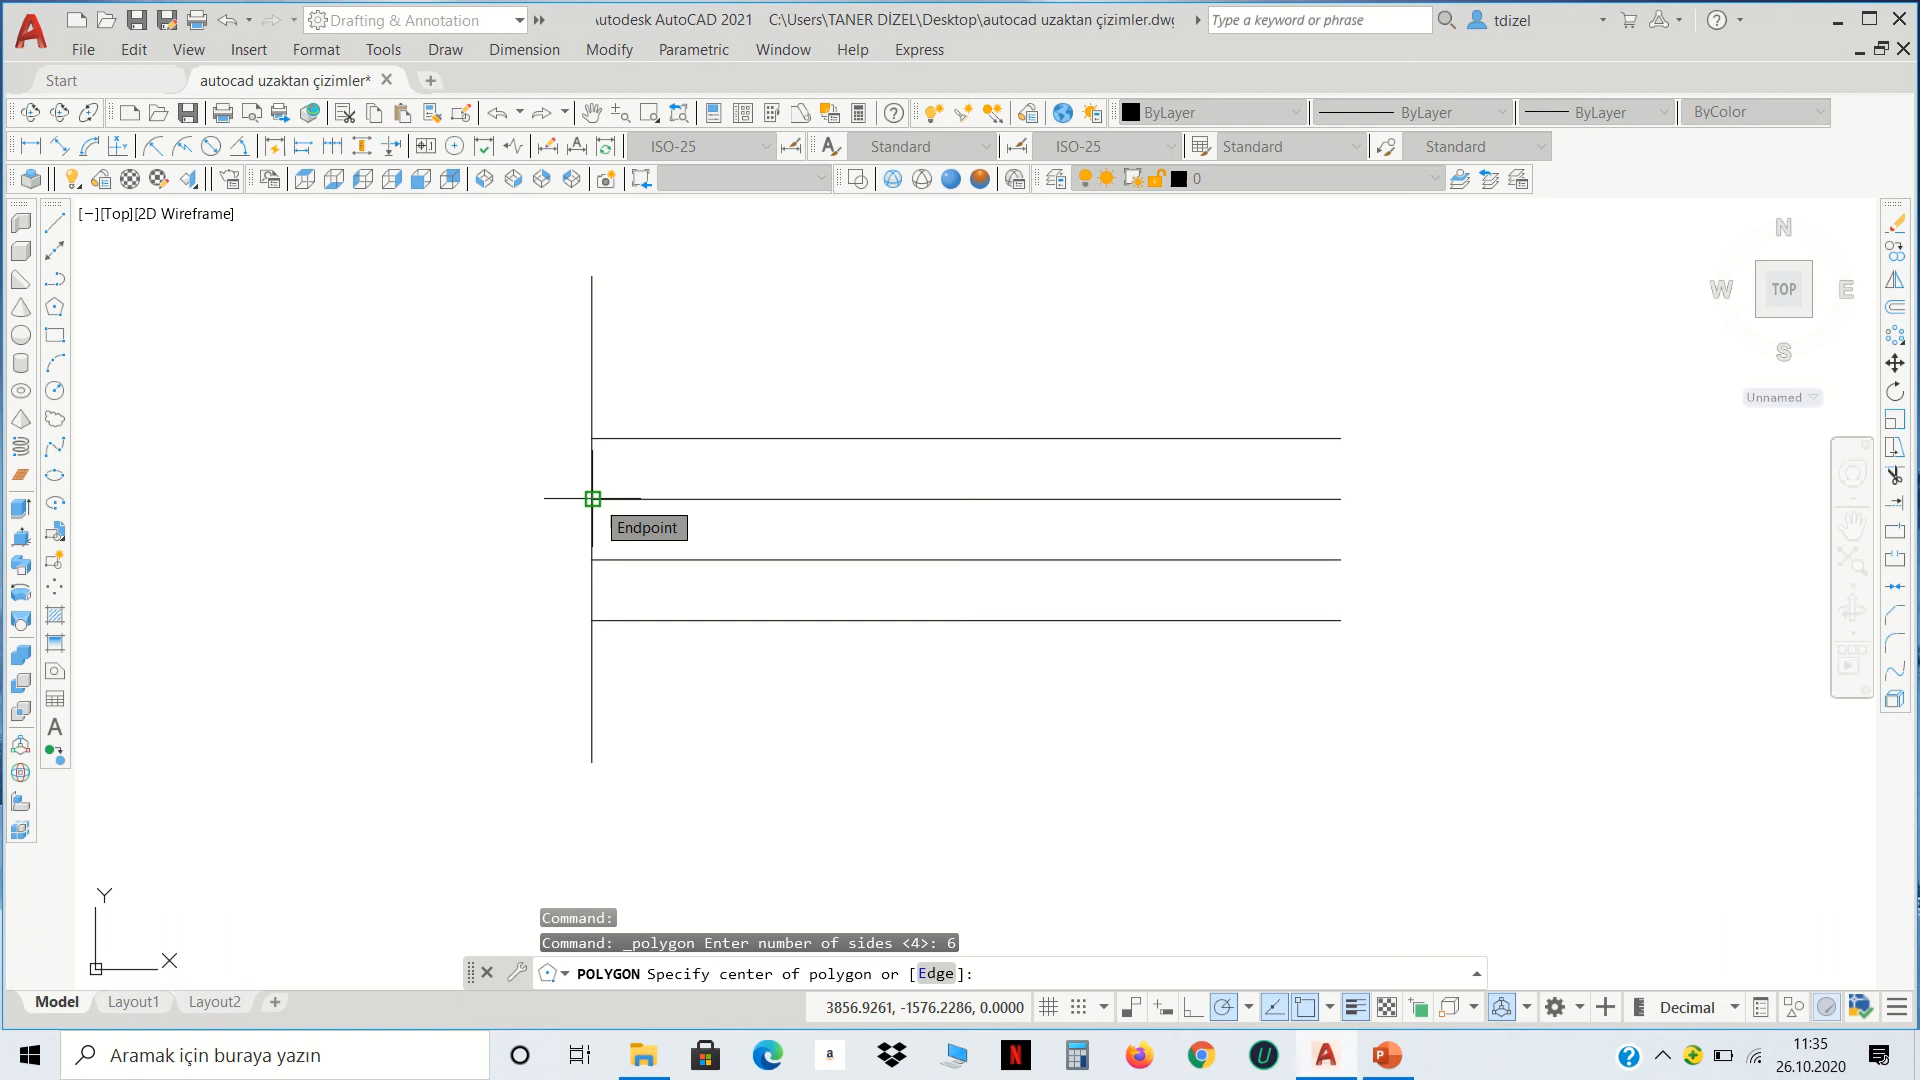 Drafting & Annotation
utodesk AutoCAD 2021 C:\Users\TANER DİZEL\Desktop\autocad uzaktan çizimler.dw
Type a keyword or phrase
tdizel
File Edit View Insert Format Tools Draw Dimension Modify Parametric Window Help Express
Start
autocad uzaktan çizimler*
ByLayer
ByLayer
ByLayer
ByColor
ISO-25
Standard
ISO-25
Standard
Standard
0
[−][Top][2D Wireframe]
N
W
TOP
E
S
Unnamed
Endpoint
A
Y
X
Command:
Command: _polygon Enter number of sides <4>: 6
POLYGON Specify center of polygon or [Edge]:
Model Layout1 Layout2
3856.9261, -1576.2286, 0.0000
Decimal
Aramak için buraya yazın
11:35
26.10.2020